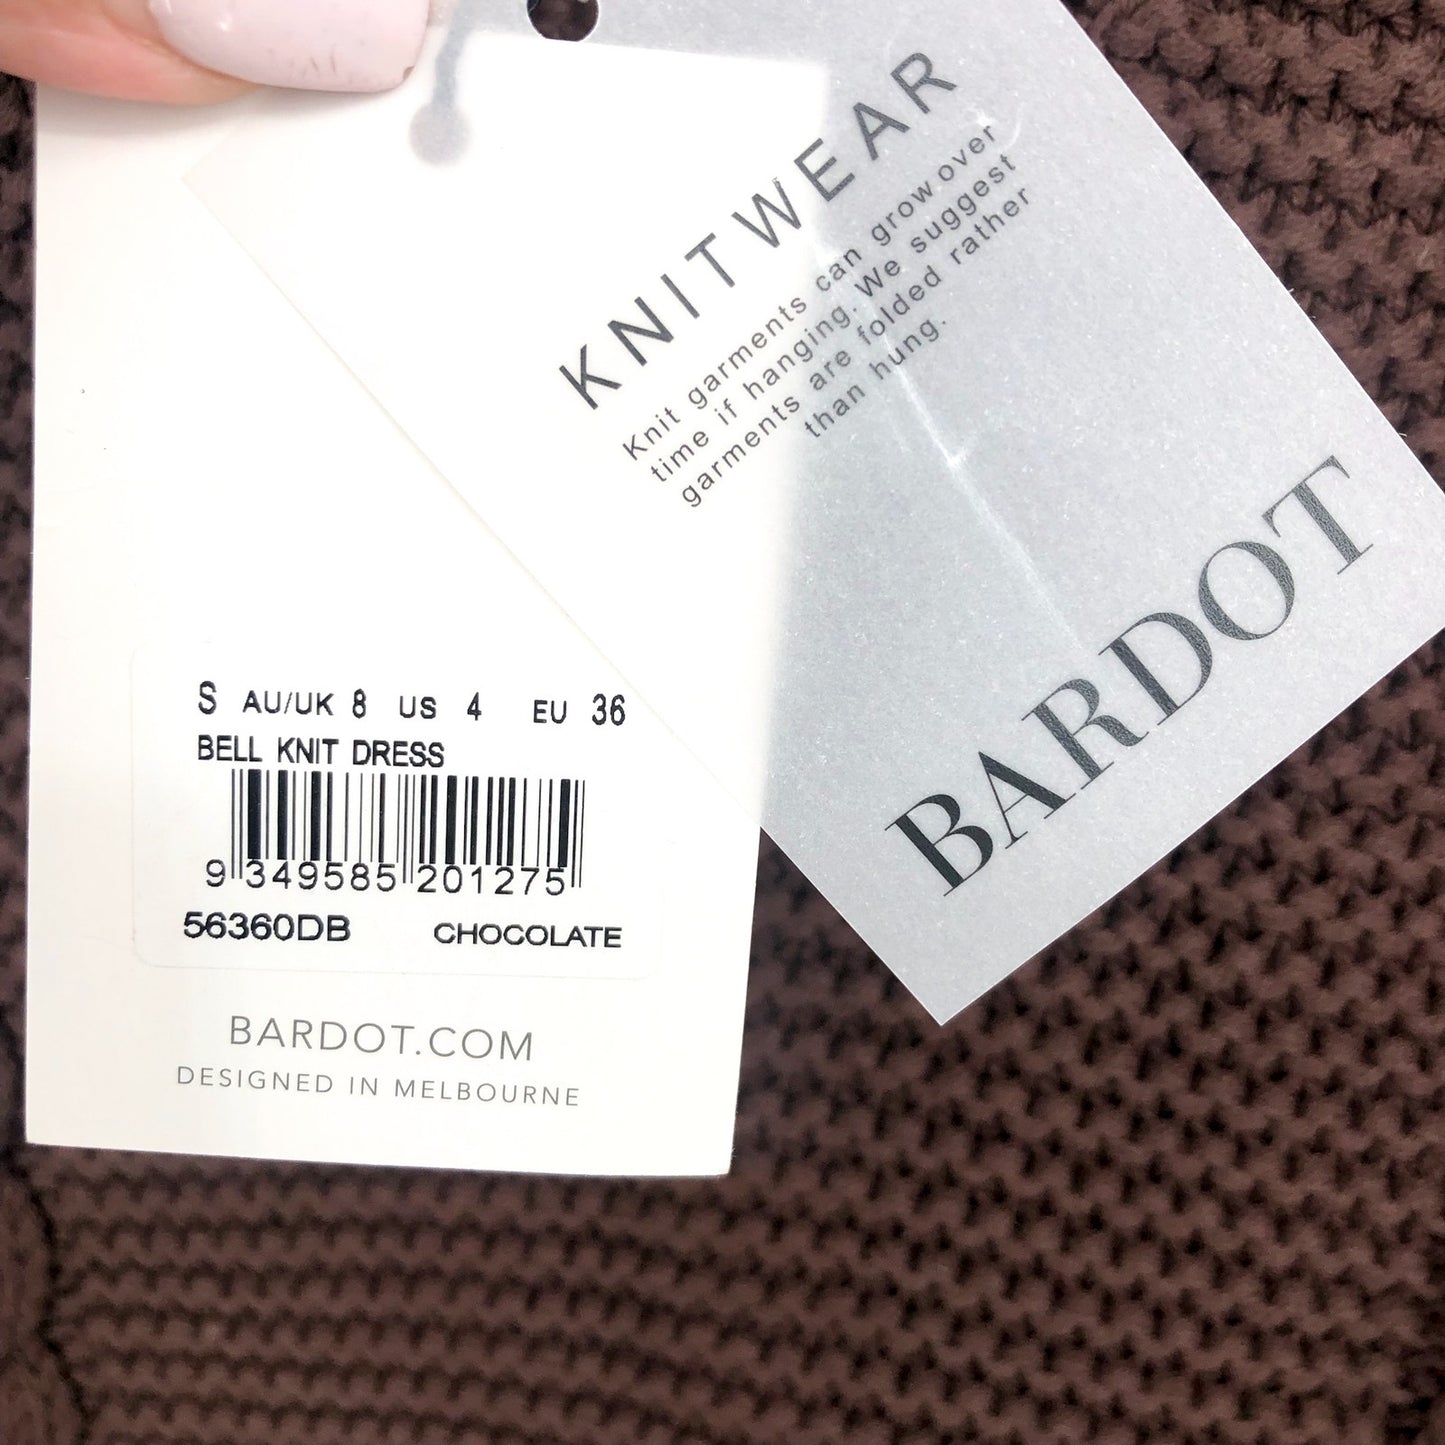 KNITWEAR
Knit garments can grow over
time if hanging. We suggest
garments are folded rather
than hung.
BARDOT
S AU/UK 8 US 4 EU 36
BELL KNIT DRESS
9 349585 201275
56360DB CHOCOLATE
BARDOT.COM
DESIGNED IN MELBOURNE